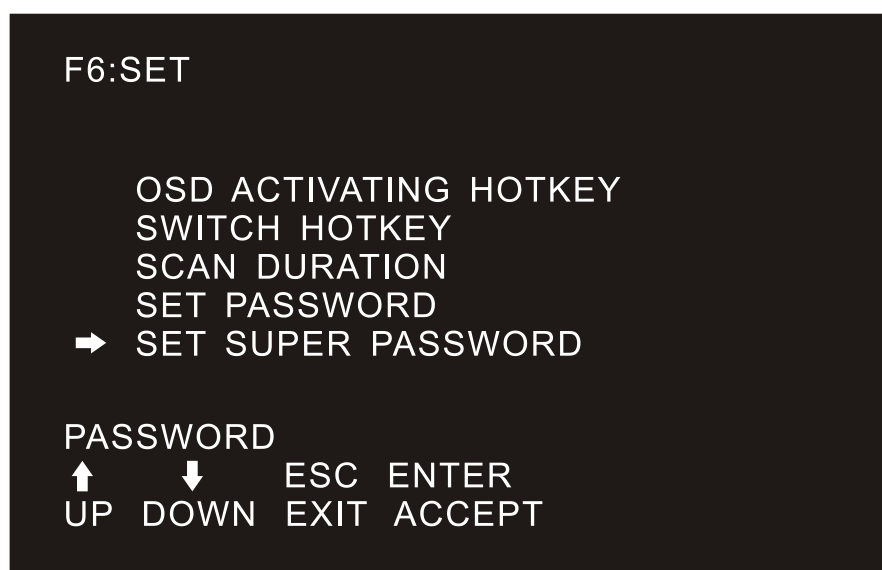 F6:SET
OSD ACTIVATING HOTKEY
SWITCH HOTKEY
SCAN DURATION
SET PASSWORD
➡ SET SUPER PASSWORD
PASSWORD
⬆ ⬇ ESC ENTER
UP DOWN EXIT ACCEPT